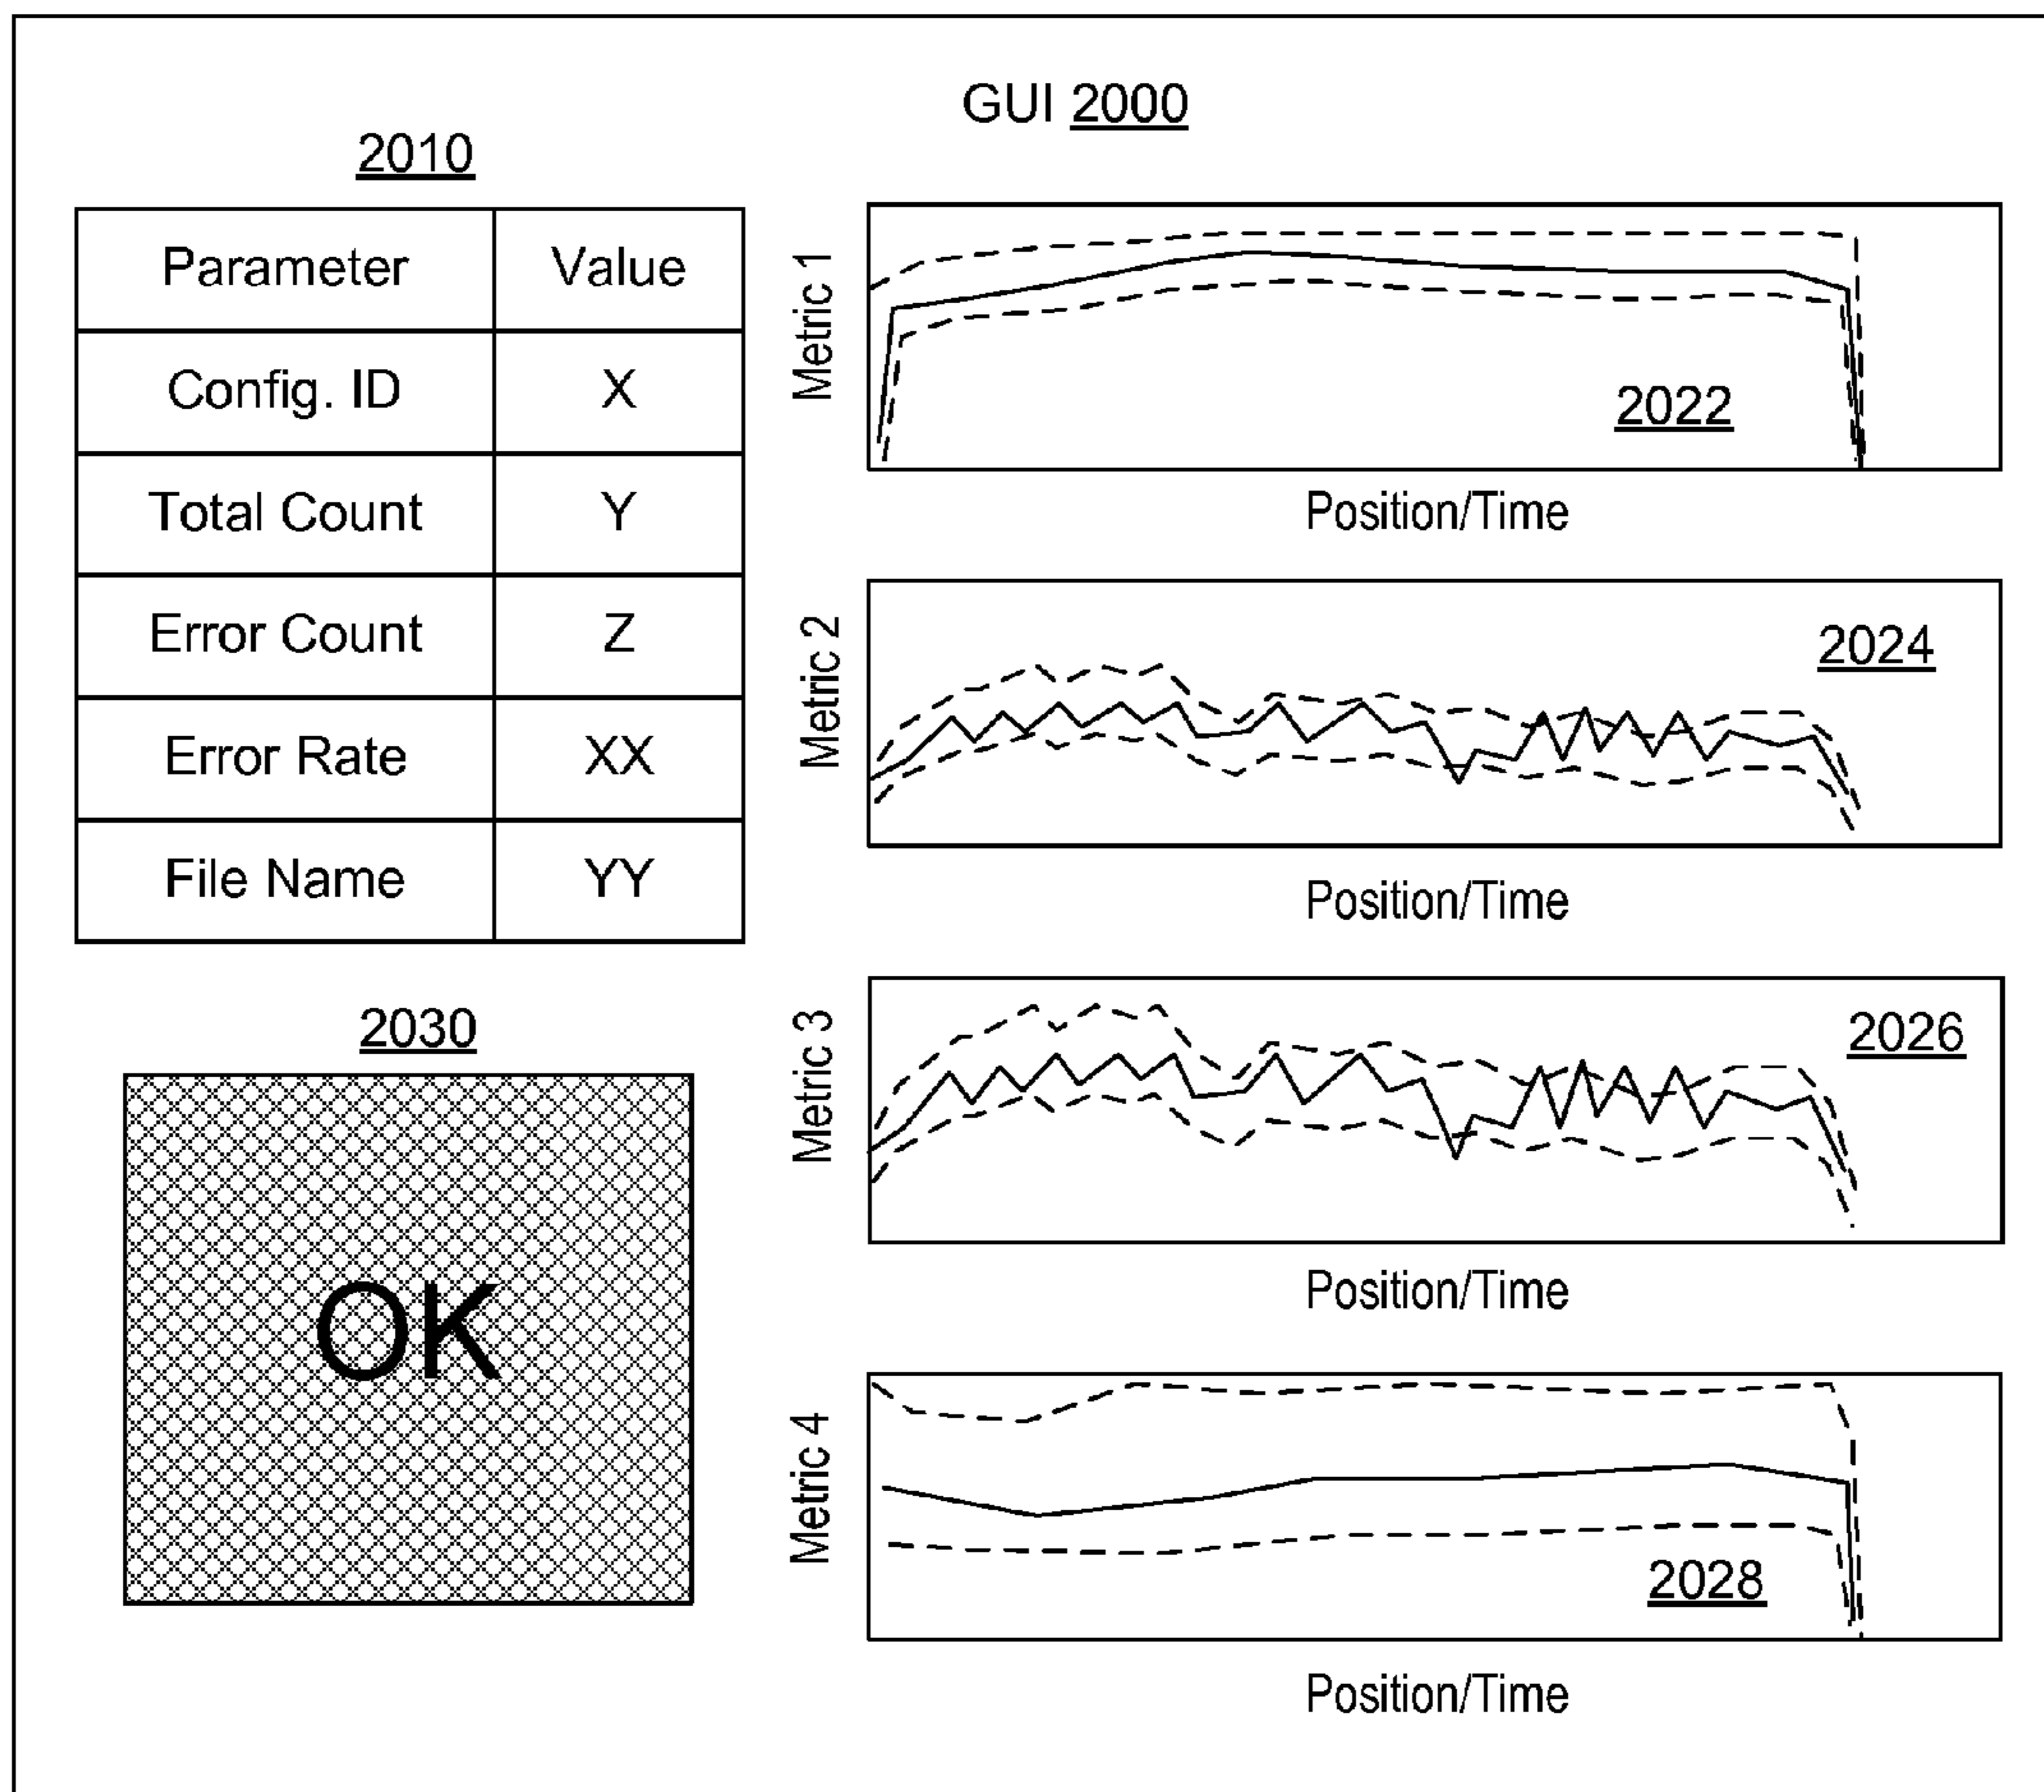 GUI 2000
2010
Parameter Value
Config. ID X
Total Count Y
Error Count Z
Error Rate XX
File Name YY
2030
OK
Metric 1
2022
Position/Time
Metric 2
2024
Position/Time
Metric 3
2026
Position/Time
Metric 4
2028
Position/Time